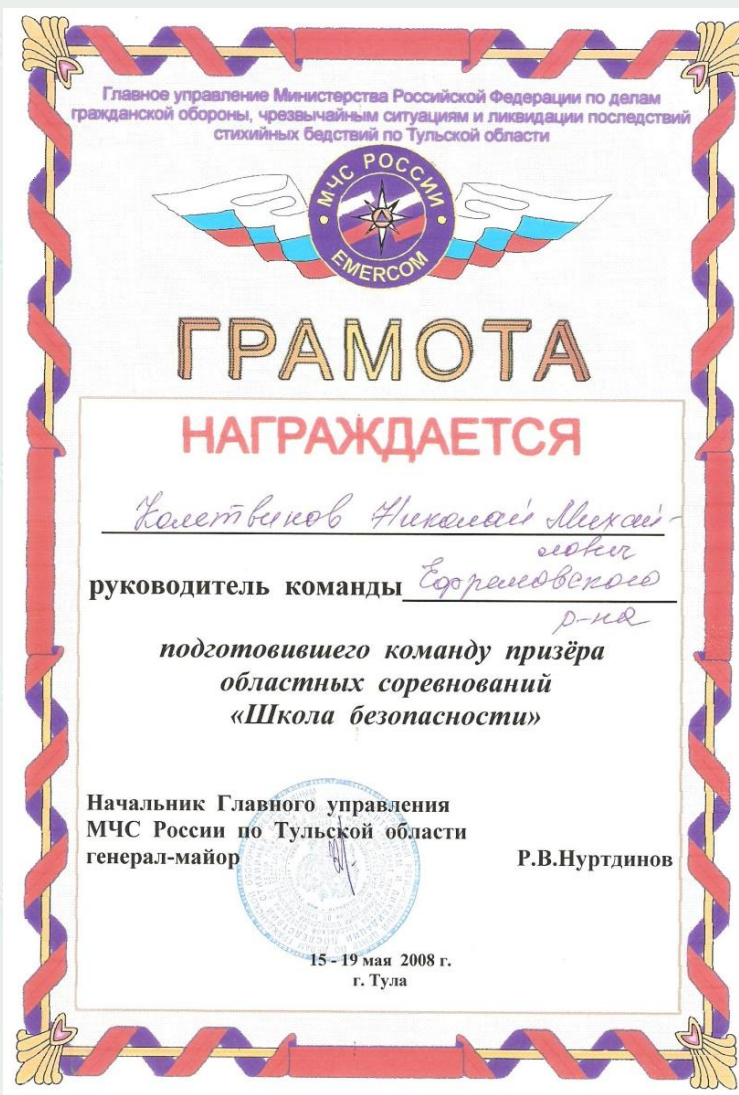 Главное управление Министерства Российской Федерации по делам
гражданской обороны, чрезвычайным ситуациям и ликвидации последствий
стихийных бедствий по Тульской области
МЧС РОССИИ
EMERCOM
ГРАМОТА
НАГРАЖДАЕТСЯ
Колетвинов Николай Михай-
лович
руководитель команды Ефремовского
р-на
подготовившего команду призёра
областных соревнований
«Школа безопасности»
Начальник Главного управления
МЧС России по Тульской области
генерал-майор Р.В.Нуртдинов
15 - 19 мая 2008 г.
г. Тула